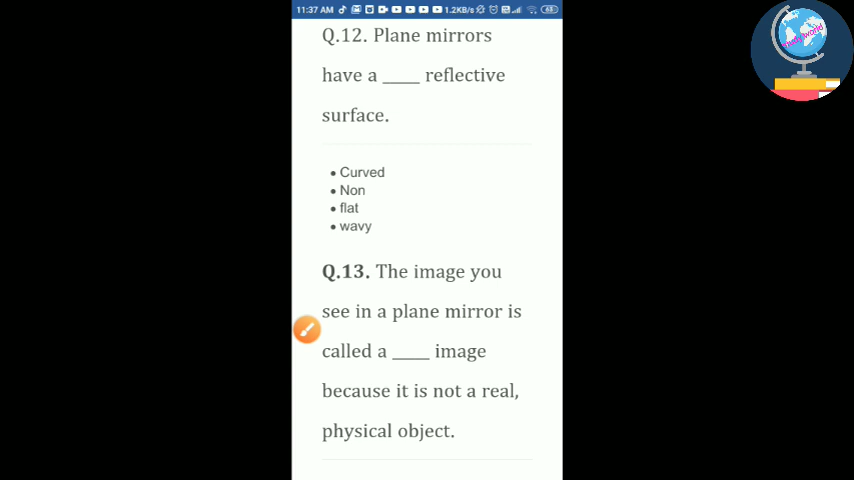 11:37 AM 1.2KB/s 63
Q.12. Plane mirrors
have a ____ reflective
surface.
• Curved
• Non
• flat
• wavy
Q.13. The image you
see in a plane mirror is
called a ____ image
because it is not a real,
physical object.